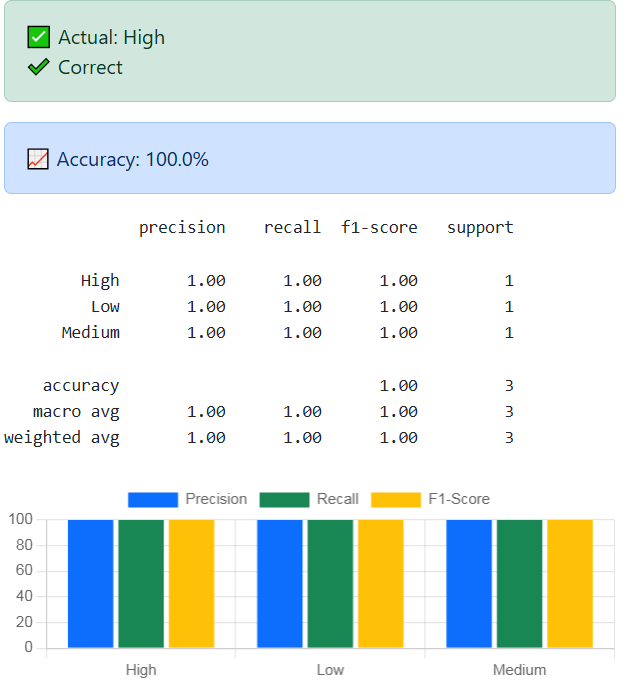 ✅ Actual: High
✔ Correct
📈 Accuracy: 100.0%
precision recall f1-score support
High 1.00 1.00 1.00 1
Low 1.00 1.00 1.00 1
Medium 1.00 1.00 1.00 1
accuracy 1.00 3
macro avg 1.00 1.00 1.00 3
weighted avg 1.00 1.00 1.00 3
Precision Recall F1-Score
100
80
60
40
20
0
High Low Medium